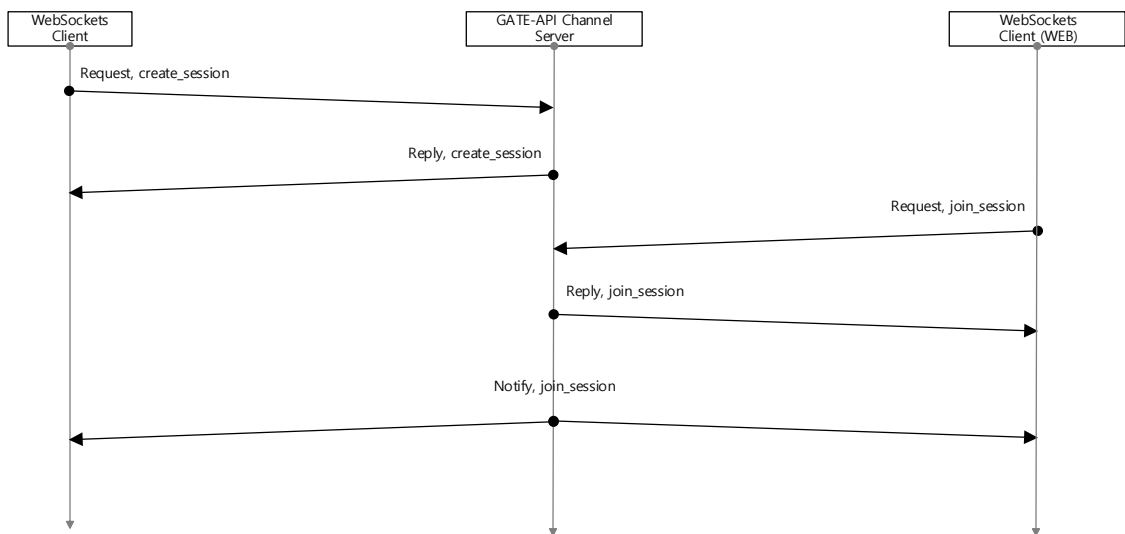 WebSockets
Client
GATE-API Channel
Server
WebSockets
Client (WEB)
Request, create_session
Reply, create_session
Request, join_session
Reply, join_session
Notify, join_session